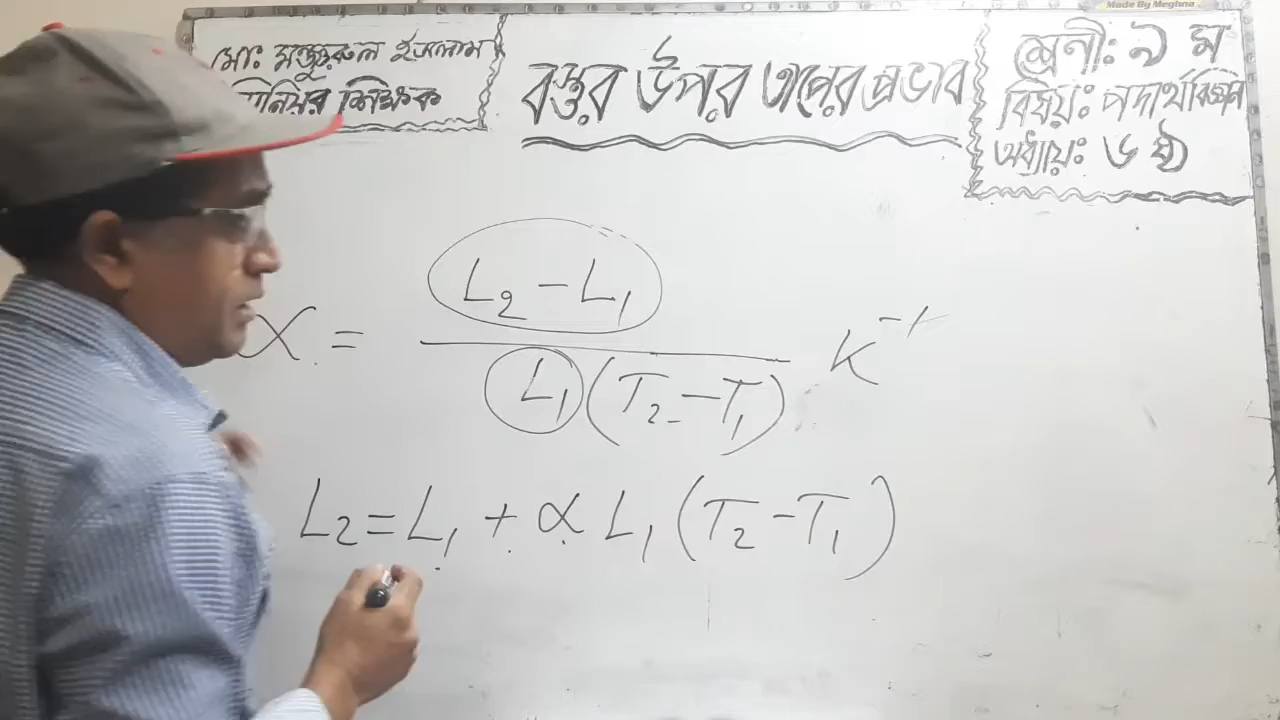 Made By Meghna
মোঃ মঞ্জুরুল ইসলাম
শিক্ষক
বস্তুর উপর তাপের প্রভাব
শ্রেণী: ৯ ম
বিষয়: পদার্থবিজ্ঞান
অধ্যায়: ৬ ষ্ঠ
α = (L₂ − L₁) / (L₁ (T₂ − T₁)) K⁻¹
L₂ = L₁ + α L₁ (T₂ − T₁)